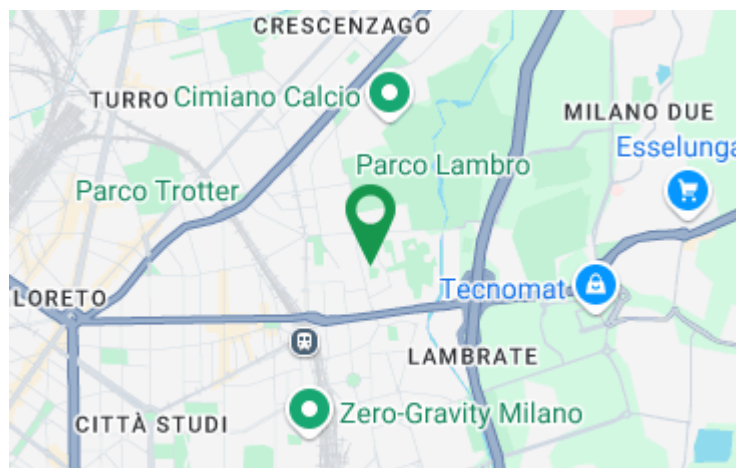 CRESCENZAGO
TURRO
Cimiano Calcio
MILANO DUE
Esselunga
Parco Lambro
Parco Trotter
Tecnomat
LORETO
LAMBRATE
CITTÀ STUDI
Zero-Gravity Milano